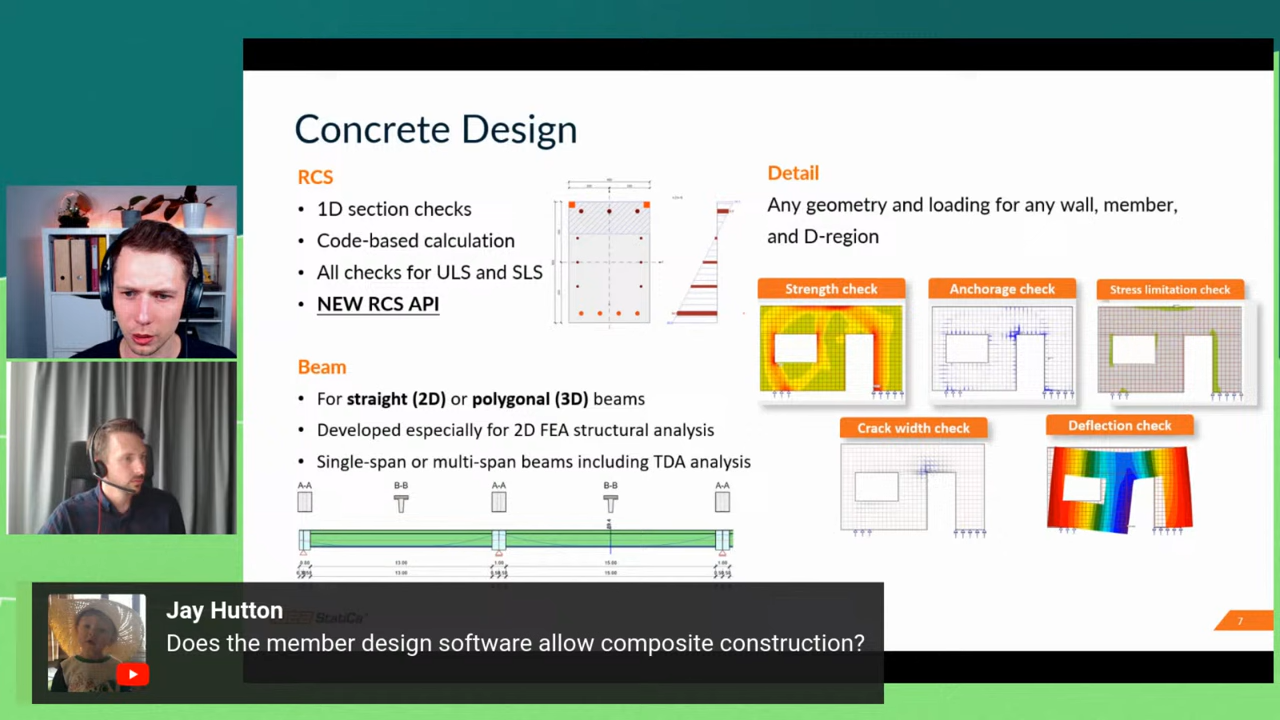 Concrete Design
RCS
• 1D section checks
• Code-based calculation
• All checks for ULS and SLS
• NEW RCS API
Beam
• For straight (2D) or polygonal (3D) beams
• Developed especially for 2D FEA structural analysis
• Single-span or multi-span beams including TDA analysis
A-A B-B A-A B-B A-A
Detail
Any geometry and loading for any wall, member,
and D-region
Strength check
Anchorage check
Stress limitation check
Crack width check
Deflection check
StatiCa
7
Jay Hutton
Does the member design software allow composite construction?